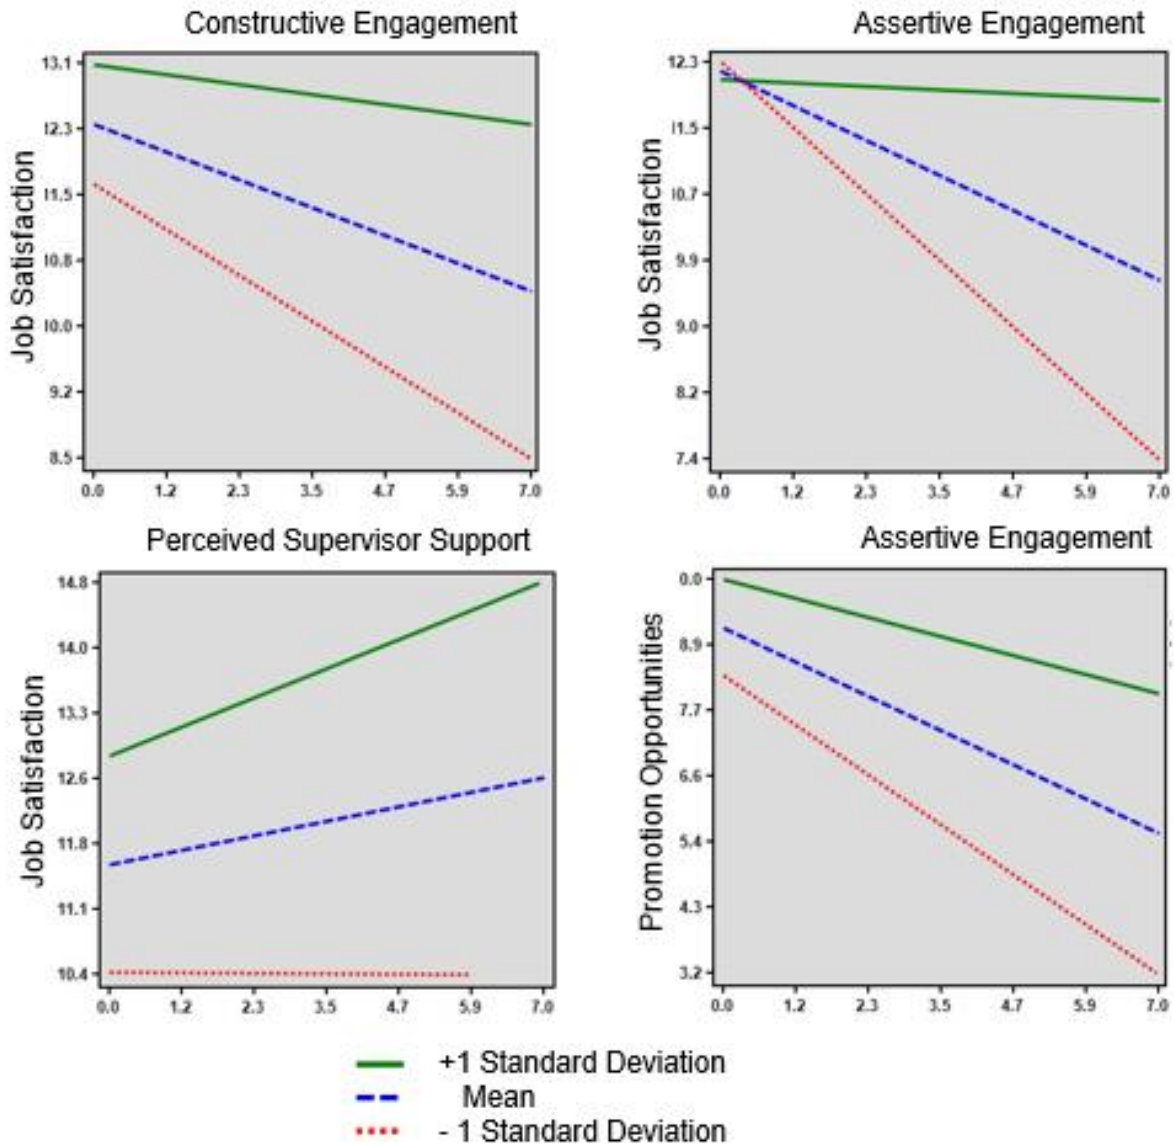 Constructive Engagement
Job Satisfaction
13.1
12.3
11.5
10.8
10.0
9.2
8.5
0.0 1.2 2.3 3.5 4.7 5.9 7.0
Assertive Engagement
Job Satisfaction
12.3
11.5
10.7
9.9
9.0
8.2
7.4
0.0 1.2 2.3 3.5 4.7 5.9 7.0
Perceived Supervisor Support
Job Satisfaction
14.8
14.0
13.3
12.6
11.8
11.1
10.4
0.0 1.2 2.3 3.5 4.7 5.9 7.0
Assertive Engagement
Promotion Opportunities
0.0
8.9
7.7
6.6
5.4
4.3
3.2
0.0 1.2 2.3 3.5 4.7 5.9 7.0
+1 Standard Deviation
Mean
- 1 Standard Deviation